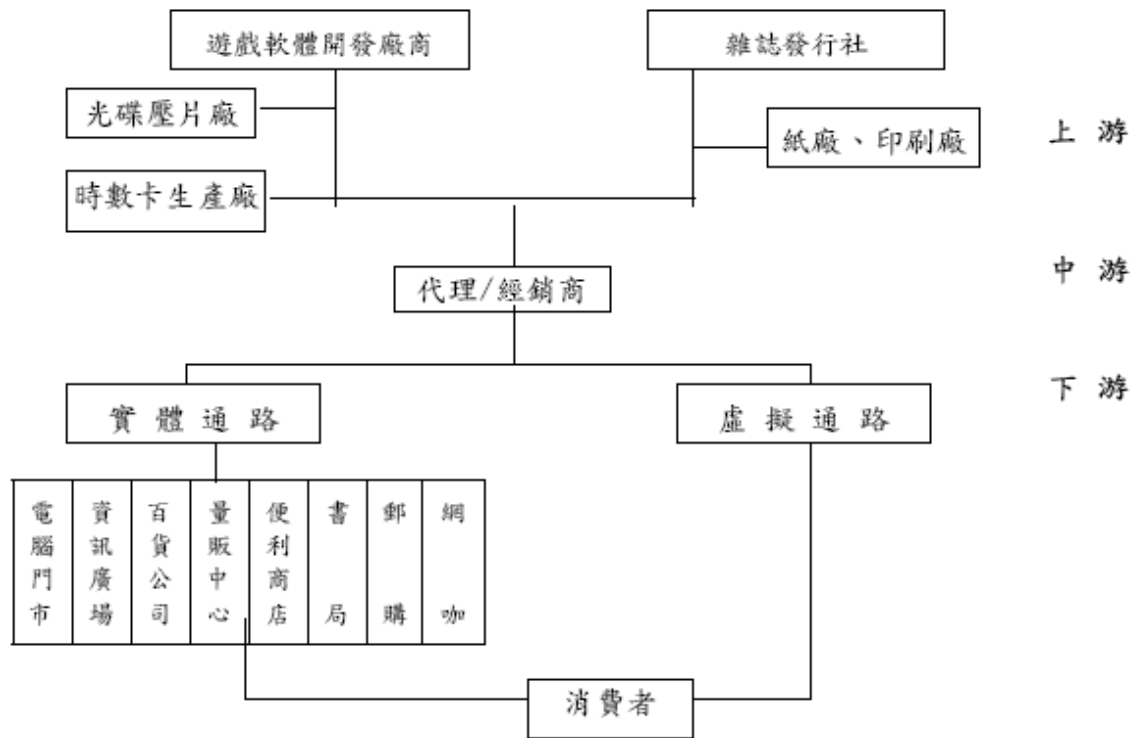 遊戲軟體開發廠商
雜誌發行社
光碟壓片廠
紙廠、印刷廠
上 游
時數卡生產廠
中 游
代理/經銷商
下 游
實 體 通 路
虛 擬 通 路
電腦門市
資訊廣場
百貨公司
量販中心
便利商店
書局
郵購
網咖
消費者